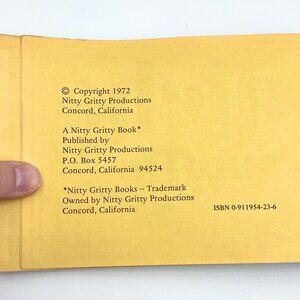 © Copyright 1972
Nitty Gritty Productions
Concord, California
A Nitty Gritty Book*
Published by
Nitty Gritty Productions
P.O. Box 5457
Concord, California 94524
*Nitty Gritty Books – Trademark
Owned by Nitty Gritty Productions
Concord, California
ISBN 0-911954-23-6